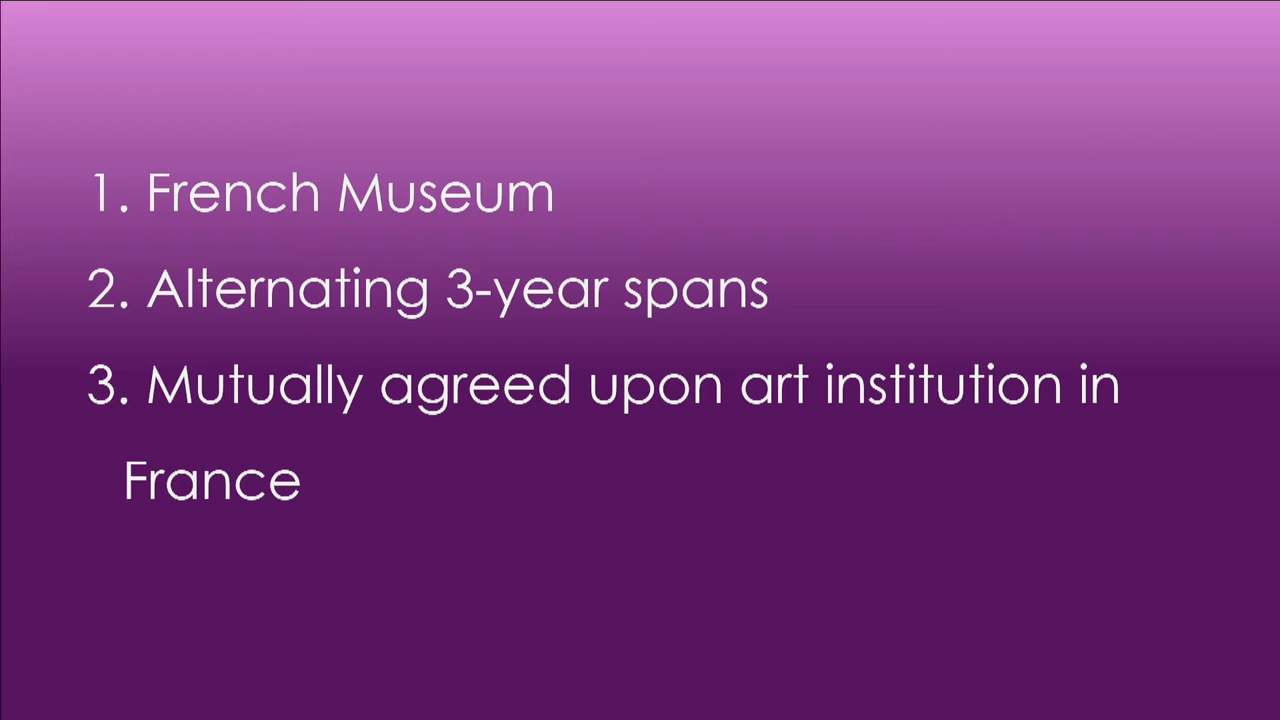 1. French Museum
2. Alternating 3-year spans
3. Mutually agreed upon art institution in
France